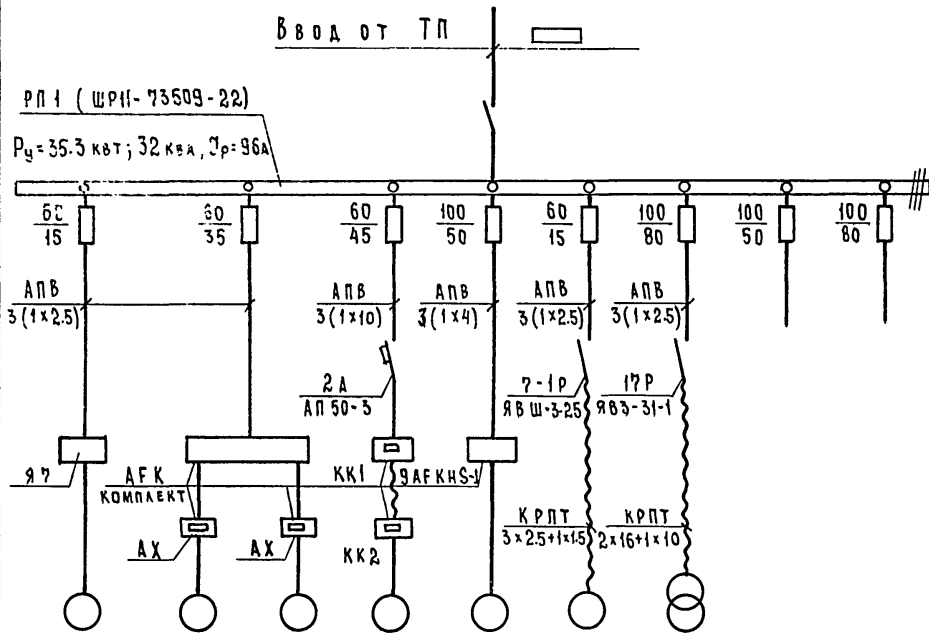 Ввод от ТП
РП 1 (ШР11-73509-22)
Ру=35.3 квт; 32 ква, Jр=96а
60 60 60 100 60 100 100 100
15 35 45 50 15 80 50 80
АПВ АПВ АПВ АПВ АПВ
3(1×2.5) 3(1×10) 3(1×4) 3(1×2.5) 3(1×2.5)
2А 7-1Р 17Р
АП 50-3 ЯВШ-3-25 ЯВЗ-31-1
Я7 АFK КК1 9AFKHS-1
КОМПЛЕКТ
АХ АХ КК2
КРПТ КРПТ
3×2.5+1×1.5 2×16+1×10